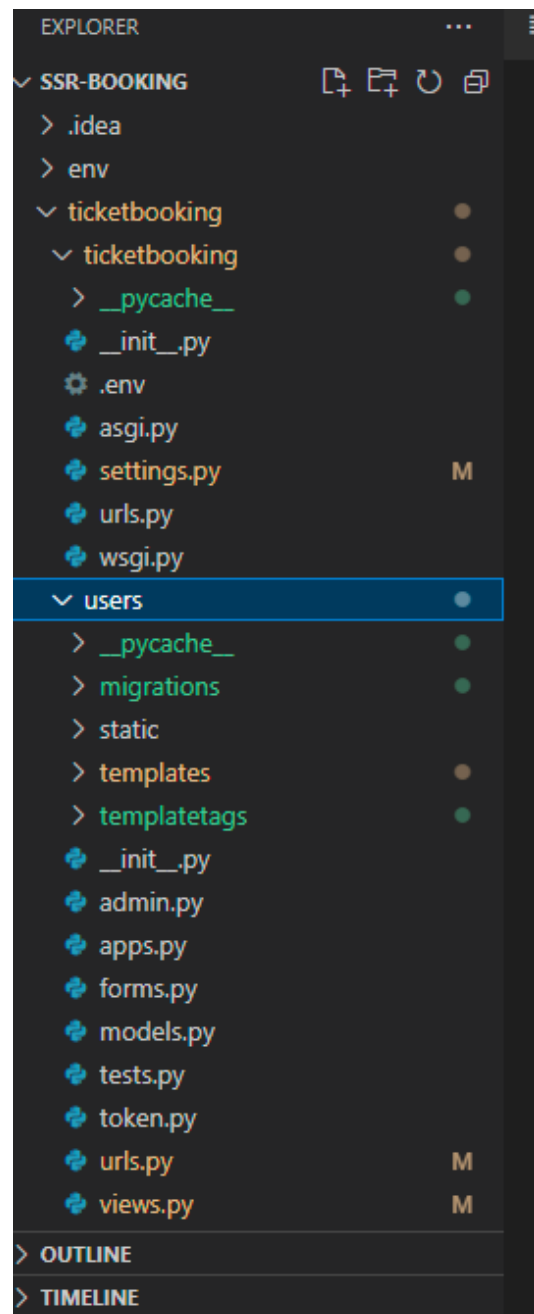 EXPLORER ...
SSR-BOOKING
.idea
env
ticketbooking
ticketbooking
__pycache__
__init__.py
.env
asgi.py
settings.py M
urls.py
wsgi.py
users
__pycache__
migrations
static
templates
templatetags
__init__.py
admin.py
apps.py
forms.py
models.py
tests.py
token.py
urls.py M
views.py M
OUTLINE
TIMELINE